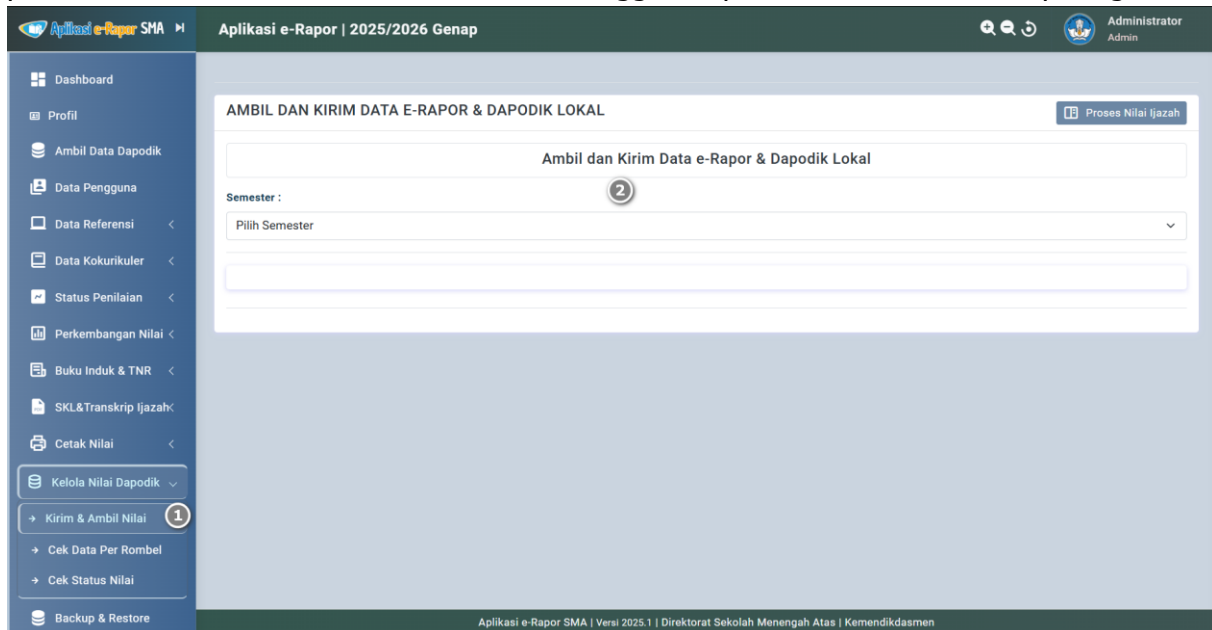 Aplikasi e-Rapor SMA
Aplikasi e-Rapor | 2025/2026 Genap
Administrator
Admin
Dashboard
Profil
Ambil Data Dapodik
Data Pengguna
Data Referensi
Data Kokurikuler
Status Penilaian
Perkembangan Nilai
Buku Induk & TNR
SKL&Transkrip Ijazah
Cetak Nilai
Kelola Nilai Dapodik
Kirim & Ambil Nilai
1
Cek Data Per Rombel
Cek Status Nilai
Backup & Restore
AMBIL DAN KIRIM DATA E-RAPOR & DAPODIK LOKAL
Proses Nilai Ijazah
Ambil dan Kirim Data e-Rapor & Dapodik Lokal
2
Semester :
Pilih Semester
Aplikasi e-Rapor SMA | Versi 2025.1 | Direktorat Sekolah Menengah Atas | Kemendikdasmen